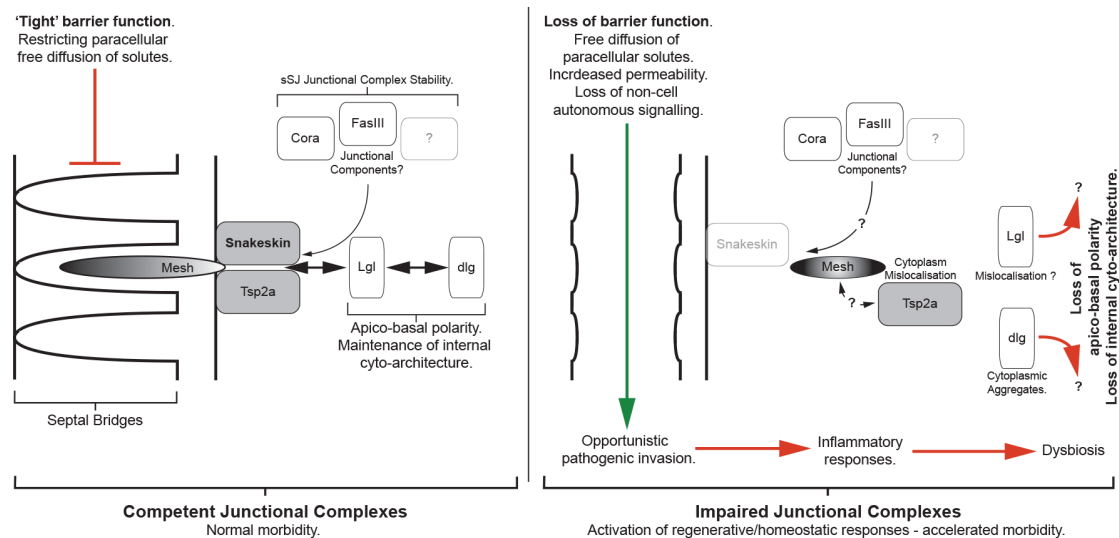 'Tight' barrier function.
Restricting paracellular
free diffusion of solutes.
sSJ Junctional Complex Stability.
Cora
FasIII
?
Junctional
Components?
Mesh
Snakeskin
Tsp2a
Lgl
dlg
Apico-basal polarity.
Maintenance of internal
cyto-architecture.
Septal Bridges
Competent Junctional Complexes
Normal morbidity.
Loss of barrier function.
Free diffusion of
paracellular solutes.
Incrdeased permeability.
Loss of non-cell
autonomous signalling.
Cora
FasIII
?
Junctional
Components?
?
Snakeskin
Mesh
Cytoplasm
Mislocalisation
?
Tsp2a
Lgl
Mislocalisation ?
?
dlg
Cytoplasmic
Aggregates.
?
Loss of
apico-basal polarity
Loss of internal cyto-architecture.
Opportunistic
pathogenic invasion.
Inflammatory
responses.
Dysbiosis
Impaired Junctional Complexes
Activation of regenerative/homeostatic responses - accelerated morbidity.